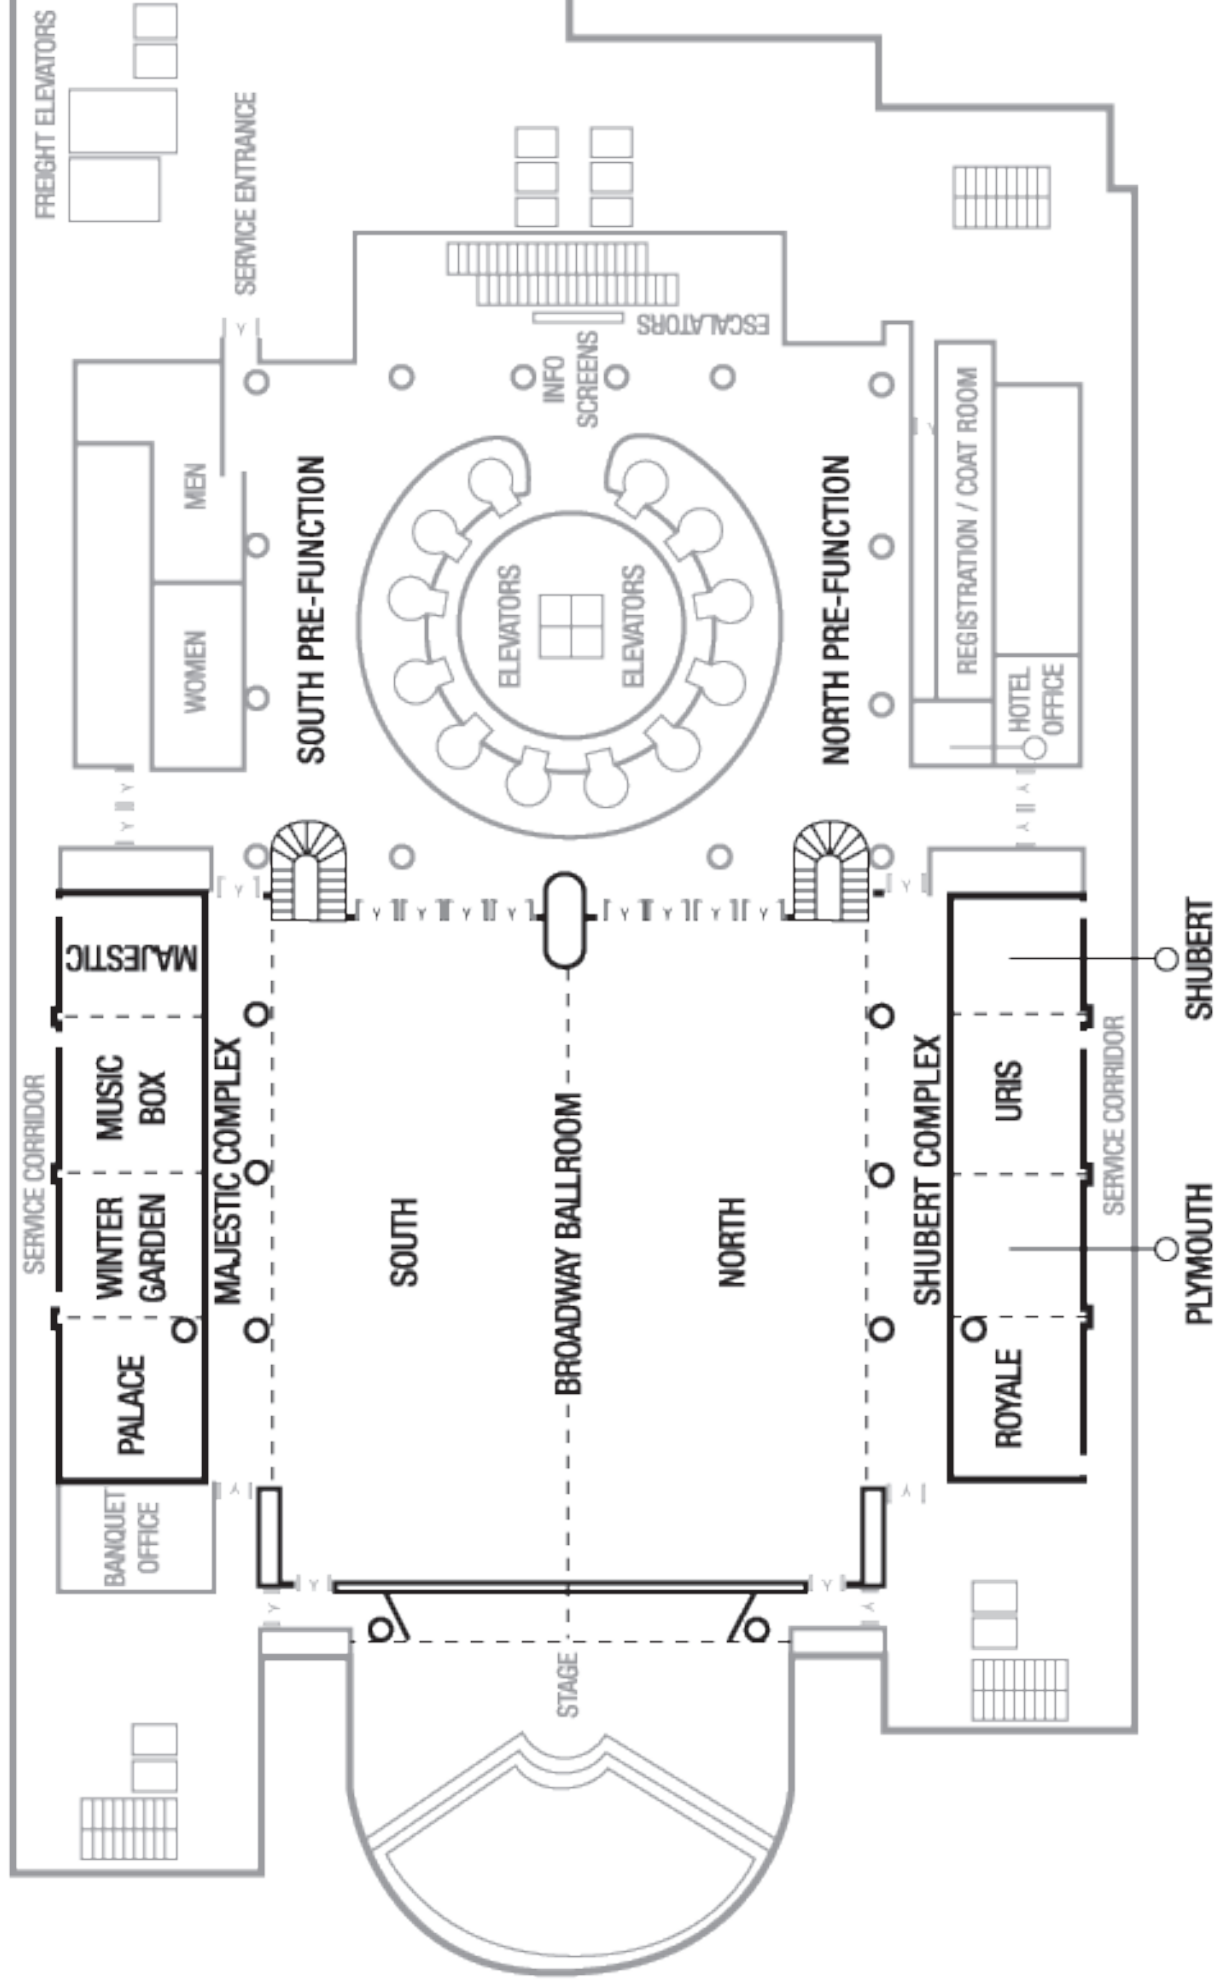 FREIGHT ELEVATORS
SERVICE ENTRANCE
ESCALATORS
INFO
SCREENS
MEN
WOMEN
SOUTH PRE-FUNCTION
ELEVATORS
ELEVATORS
NORTH PRE-FUNCTION
REGISTRATION / COAT ROOM
HOTEL
OFFICE
SERVICE CORRIDOR
MAJESTIC
MUSIC
BOX
WINTER
GARDEN
PALACE
MAJESTIC COMPLEX
BANQUET
OFFICE
SOUTH
BROADWAY BALLROOM
NORTH
SHUBERT COMPLEX
URIS
ROYALE
SERVICE CORRIDOR
SHUBERT
PLYMOUTH
STAGE